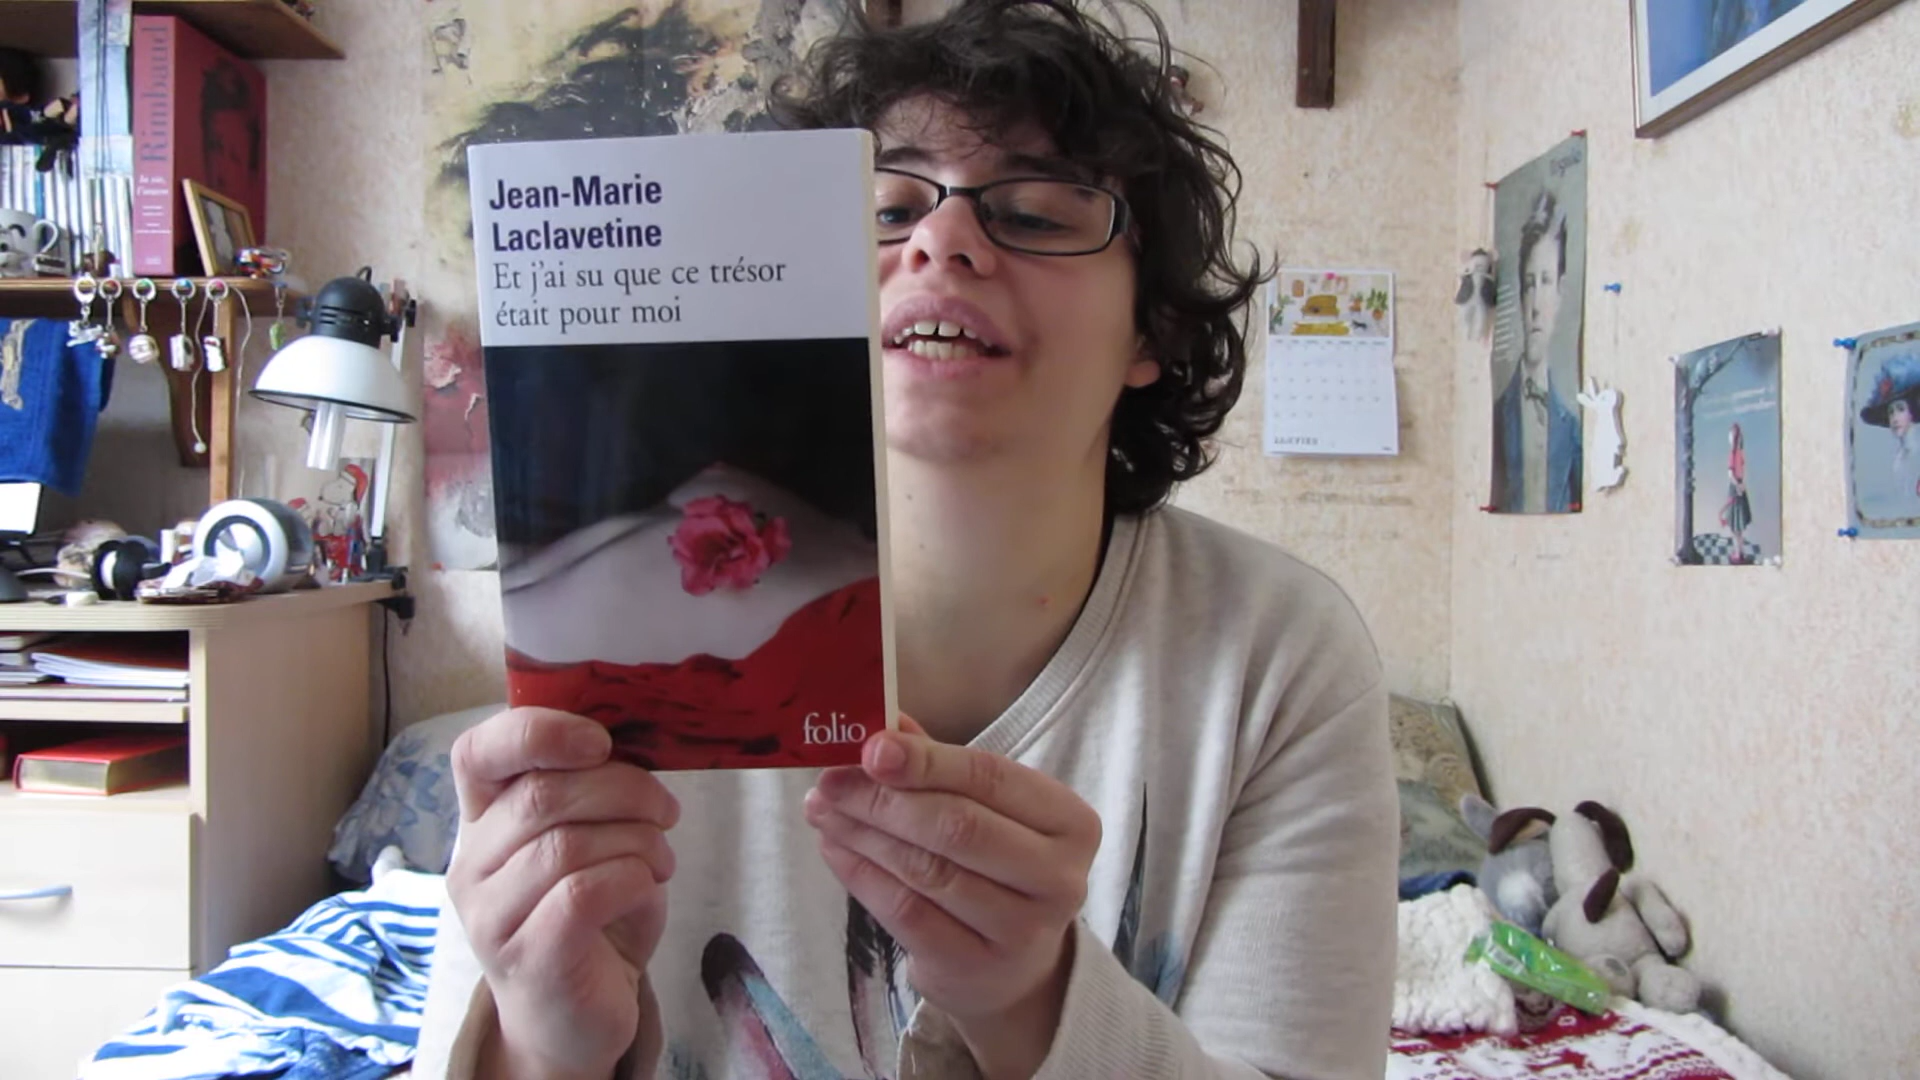 Jean-Marie
Laclavetine
Et j'ai su que ce trésor
était pour moi
folio
Rimbaud